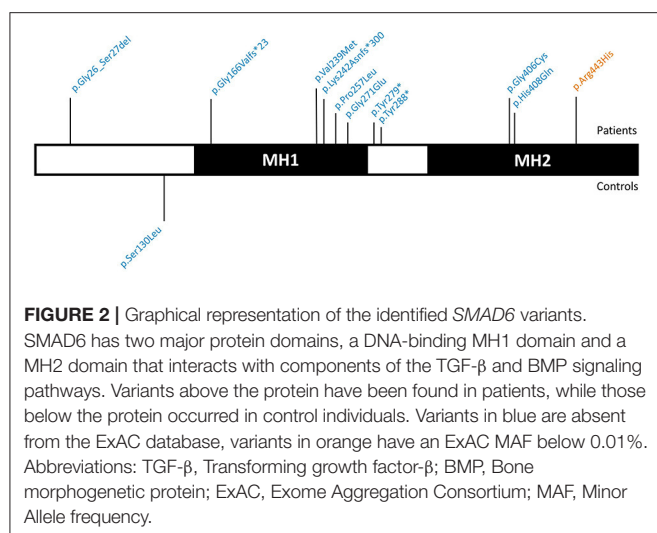 p.Gly26_Ser27del
p.Gly166Valfs*23
p.Val239Met
p.Lys242Asnfs*300
p.Pro257Leu
p.Gly271Glu
p.Tyr279*
p.Tyr288*
p.Gly406Cys
p.His408Gln
p.Arg443His
Patients
MH1
MH2
Controls
p.Ser130Leu
FIGURE 2 | Graphical representation of the identified SMAD6 variants.
SMAD6 has two major protein domains, a DNA-binding MH1 domain and a
MH2 domain that interacts with components of the TGF-β and BMP signaling
pathways. Variants above the protein have been found in patients, while those
below the protein occurred in control individuals. Variants in blue are absent
from the ExAC database, variants in orange have an ExAC MAF below 0.01%.
Abbreviations: TGF-β, Transforming growth factor-β; BMP, Bone
morphogenetic protein; ExAC, Exome Aggregation Consortium; MAF, Minor
Allele frequency.